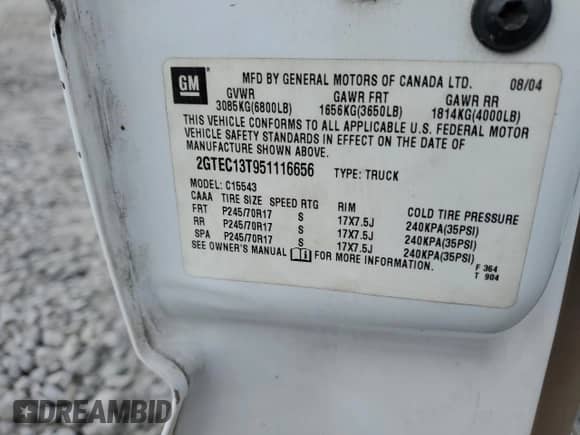 GM
MFD BY GENERAL MOTORS OF CANADA LTD. 08/04
GVWR GAWR FRT GAWR RR
3085KG(6800LB) 1656KG(3650LB) 1814KG(4000LB)
THIS VEHICLE CONFORMS TO ALL APPLICABLE U.S. FEDERAL MOTOR
VEHICLE SAFETY STANDARDS IN EFFECT ON THE DATE OF
MANUFACTURE SHOWN ABOVE.
2GTEC13T951116656 TYPE: TRUCK
MODEL: C15543
CAAA TIRE SIZE SPEED RTG RIM COLD TIRE PRESSURE
FRT P245/70R17 S 17X7.5J 240KPA(35PSI)
RR P245/70R17 S 17X7.5J 240KPA(35PSI)
SPA P245/70R17 S 17X7.5J 240KPA(35PSI)
SEE OWNER'S MANUAL FOR MORE INFORMATION.
F 364
T 904
DREAMBID